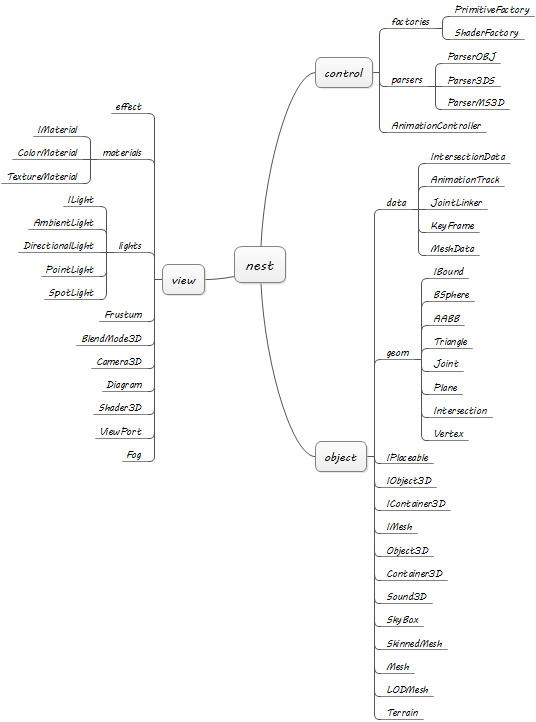 nest
control
factories
PrimitiveFactory
ShaderFactory
parsers
ParserOBJ
Parser3DS
ParserMS3D
AnimationController
view
effect
materials
IMaterial
ColorMaterial
TextureMaterial
lights
ILight
AmbientLight
DirectionalLight
PointLight
SpotLight
Frustum
BlendMode3D
Camera3D
Diagram
Shader3D
ViewPort
Fog
object
data
IntersectionData
AnimationTrack
JointLinker
KeyFrame
MeshData
geom
IBound
BSphere
AABB
Triangle
Joint
Plane
Intersection
Vertex
IPlaceable
IObject3D
IContainer3D
IMesh
Object3D
Container3D
Sound3D
SkyBox
SkinnedMesh
Mesh
LODMesh
Terrain